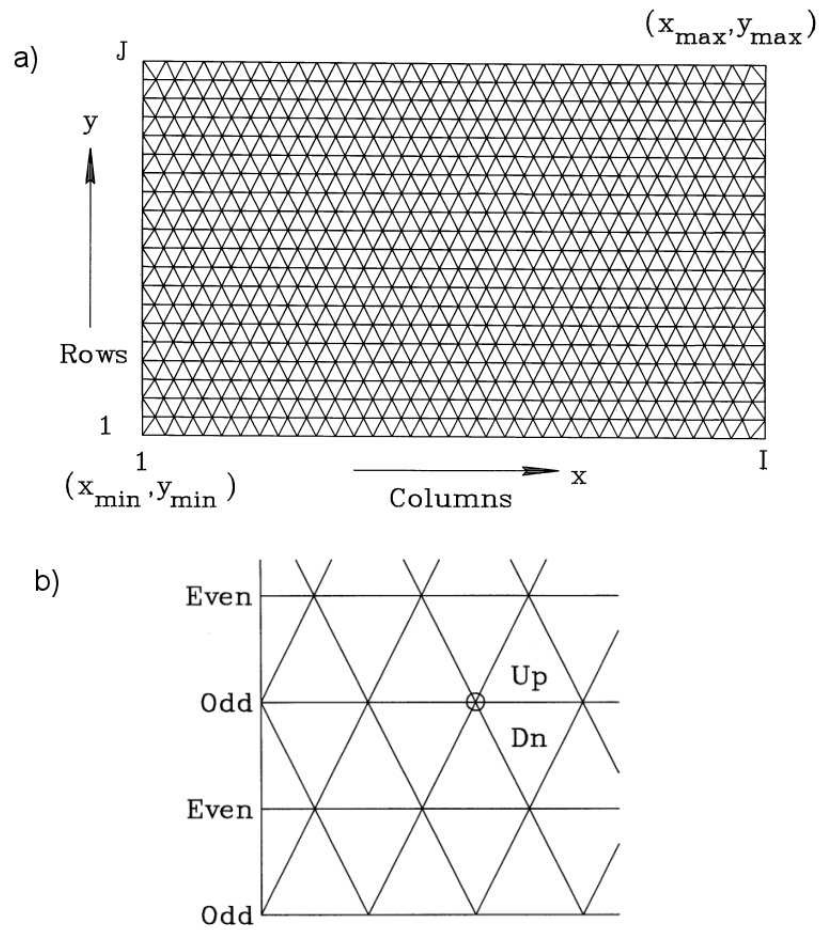 (x_max,y_max)
a)
J
y
Rows
1
1
I
(x_min,y_min)
x
Columns
b)
Even
Up
Odd
Dn
Even
Odd